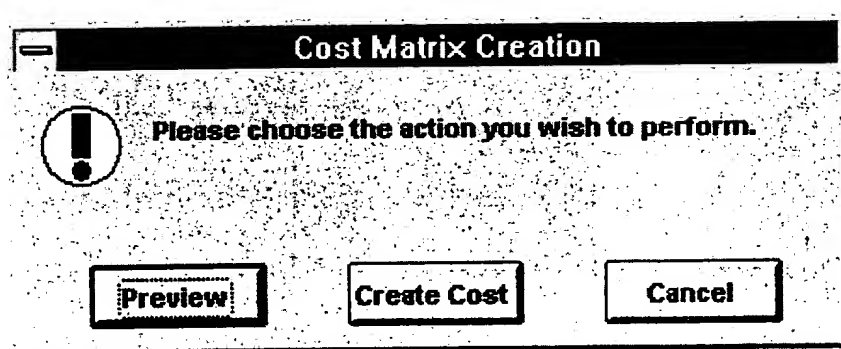 Cost Matrix Creation
Please choose the action you wish to perform.
Preview Create Cost Cancel